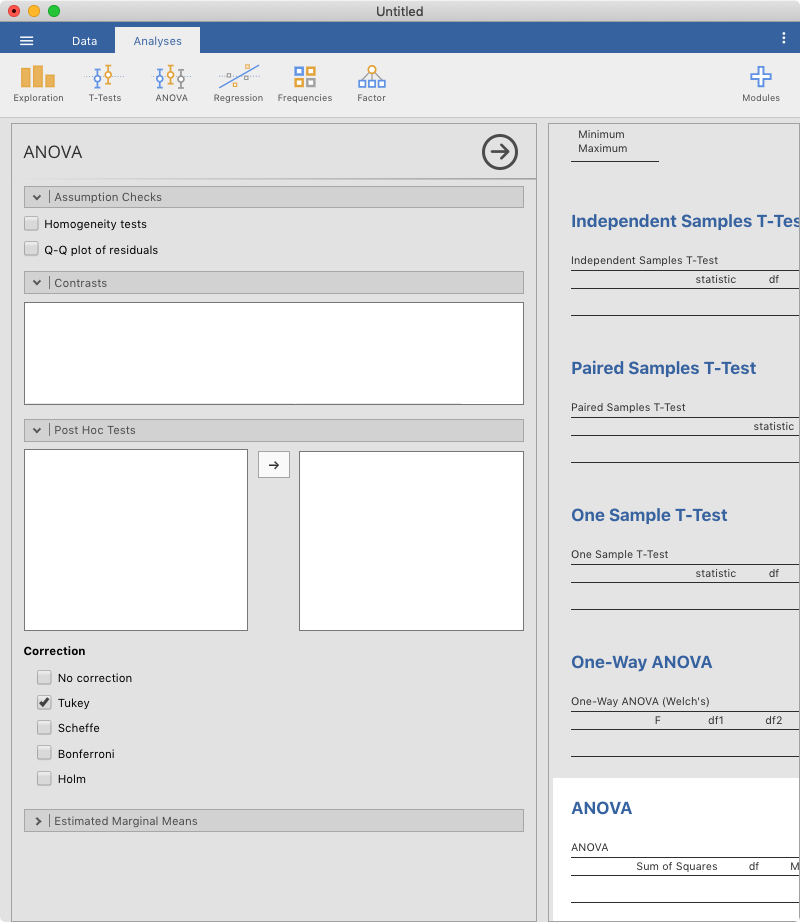 Untitled
Data
Analyses
Exploration
T-Tests
ANOVA
Regression
Frequencies
Factor
Modules
ANOVA
Assumption Checks
Homogeneity tests
Q-Q plot of residuals
Contrasts
Post Hoc Tests
Correction
No correction
Tukey
Scheffe
Bonferroni
Holm
Estimated Marginal Means
Minimum
Maximum
Independent Samples T-Tes
Independent Samples T-Test
statistic df
Paired Samples T-Test
Paired Samples T-Test
statistic
One Sample T-Test
One Sample T-Test
statistic df
One-Way ANOVA
One-Way ANOVA (Welch's)
F df1 df2
ANOVA
ANOVA
Sum of Squares df M